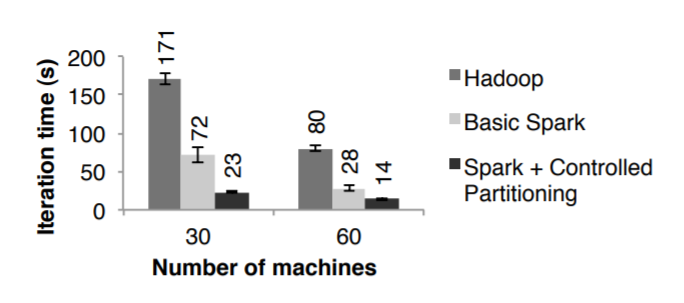 Iteration time (s)
200
150
100
50
0
171
72
23
80
28
14
30
60
Number of machines
Hadoop
Basic Spark
Spark + Controlled
Partitioning